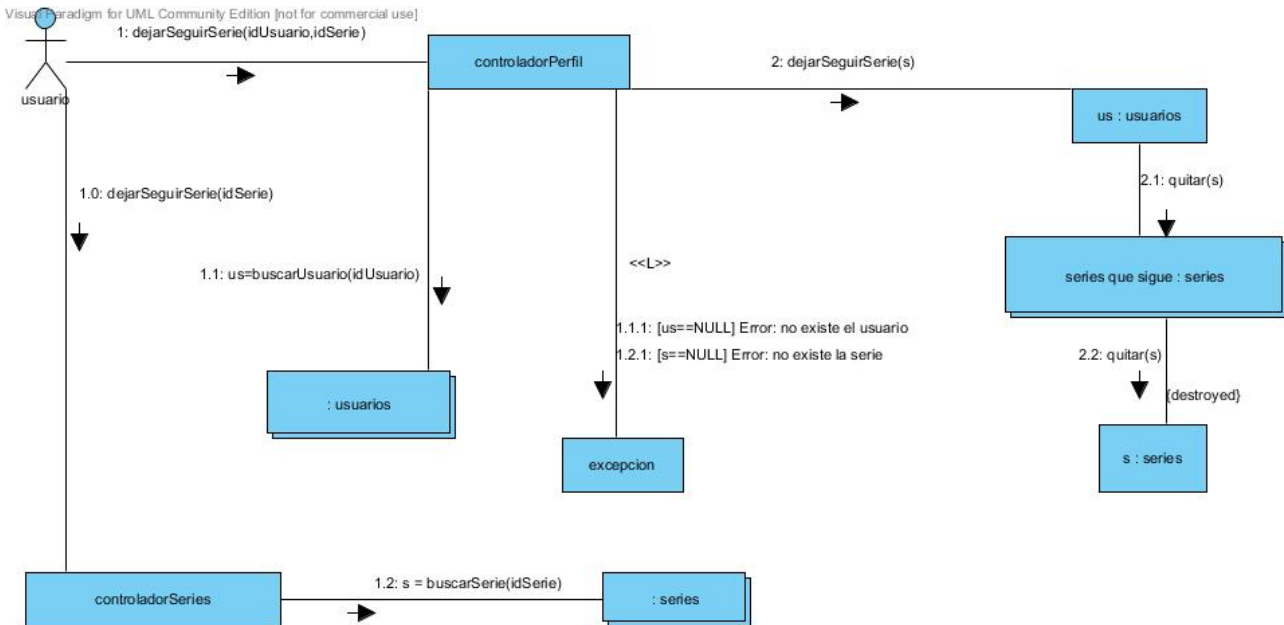 Visual Paradigm for UML Community Edition [not for commercial use]
1: dejarSeguirSerie(idUsuario,idSerie)
controladorPerfil
2: dejarSeguirSerie(s)
usuario
us : usuarios
1.0: dejarSeguirSerie(idSerie)
2.1: quitar(s)
1.1: us=buscarUsuario(idUsuario)
<<L>>
series que sigue : series
1.1.1: [us==NULL] Error: no existe el usuario
1.2.1: [s==NULL] Error: no existe la serie
2.2: quitar(s)
{destroyed}
: usuarios
excepcion
s : series
controladorSeries
1.2: s = buscarSerie(idSerie)
: series